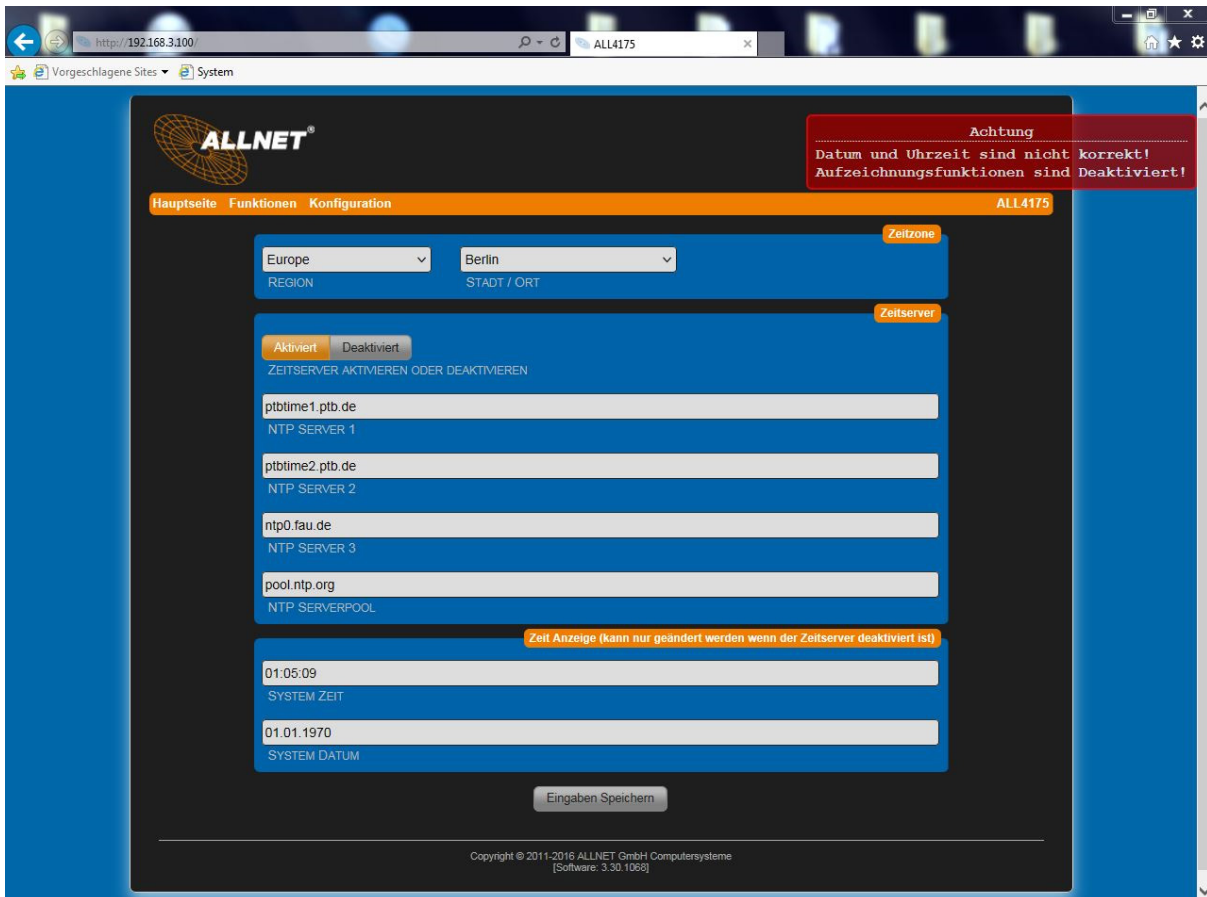 http://192.168.3.100/
ALL4175
Vorgeschlagene Sites
System
ALLNET®
Achtung
Datum und Uhrzeit sind nicht korrekt!
Aufzeichnungsfunktionen sind Deaktiviert!
Hauptseite Funktionen Konfiguration ALL4175
Zeitzone
Europe Berlin
REGION STADT / ORT
Zeitserver
Aktiviert Deaktiviert
ZEITSERVER AKTIVIEREN ODER DEAKTIVIEREN
ptbtime1.ptb.de
NTP SERVER 1
ptbtime2.ptb.de
NTP SERVER 2
ntp0.fau.de
NTP SERVER 3
pool.ntp.org
NTP SERVERPOOL
Zeit Anzeige (kann nur geändert werden wenn der Zeitserver deaktiviert ist)
01:05:09
SYSTEM ZEIT
01.01.1970
SYSTEM DATUM
Eingaben Speichern
Copyright © 2011-2016 ALLNET GmbH Computersysteme
[Software: 3.30.1068]